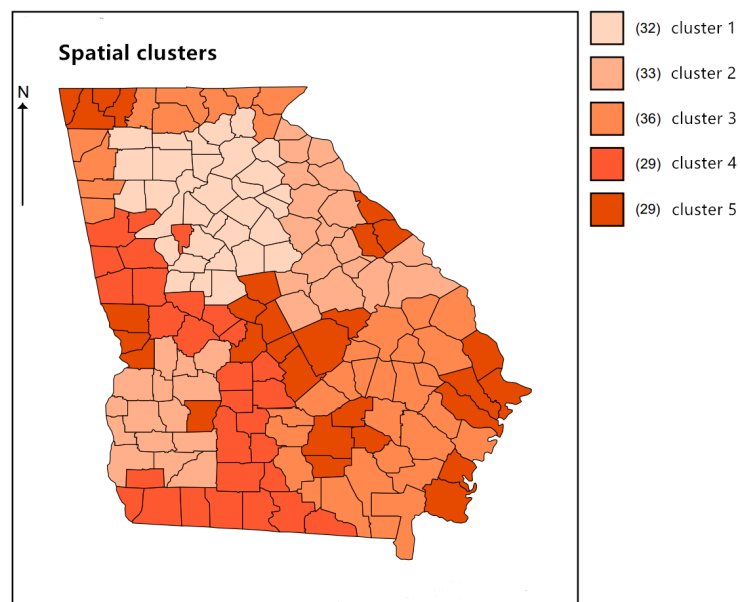 Spatial clusters
N
(32) cluster 1
(33) cluster 2
(36) cluster 3
(29) cluster 4
(29) cluster 5